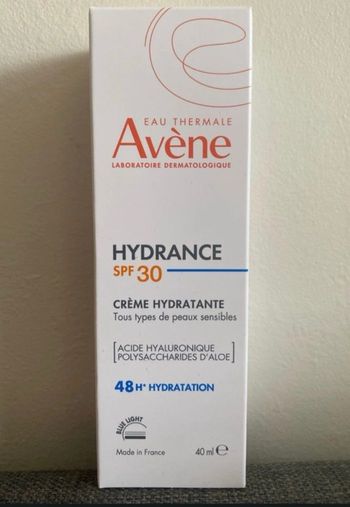 EAU THERMALE
Avène
LABORATOIRE DERMATOLOGIQUE
HYDRANCE
SPF 30
CRÈME HYDRATANTE
Tous types de peaux sensibles
[ACIDE HYALURONIQUE
POLYSACCHARIDES D'ALOE]
48H* HYDRATATION
BLUE LIGHT
Made in France
40 ml ℮